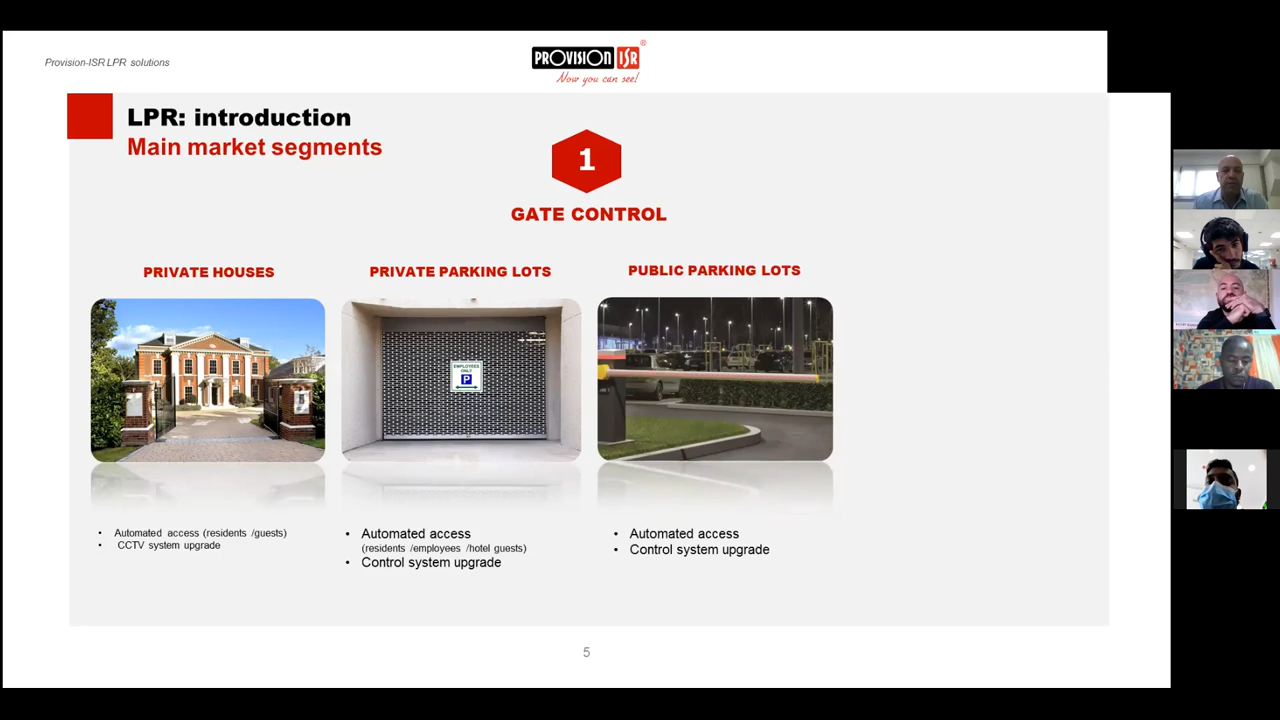 Provision-ISR LPR solutions
PROVISION ISR ®
Now you can see!
LPR: introduction
Main market segments
1
GATE CONTROL
PRIVATE HOUSES
PRIVATE PARKING LOTS
PUBLIC PARKING LOTS
EMPLOYEES
ONLY
P
• Automated access (residents /guests)
• CCTV system upgrade
• Automated access
(residents /employees /hotel guests)
• Control system upgrade
• Automated access
• Control system upgrade
5